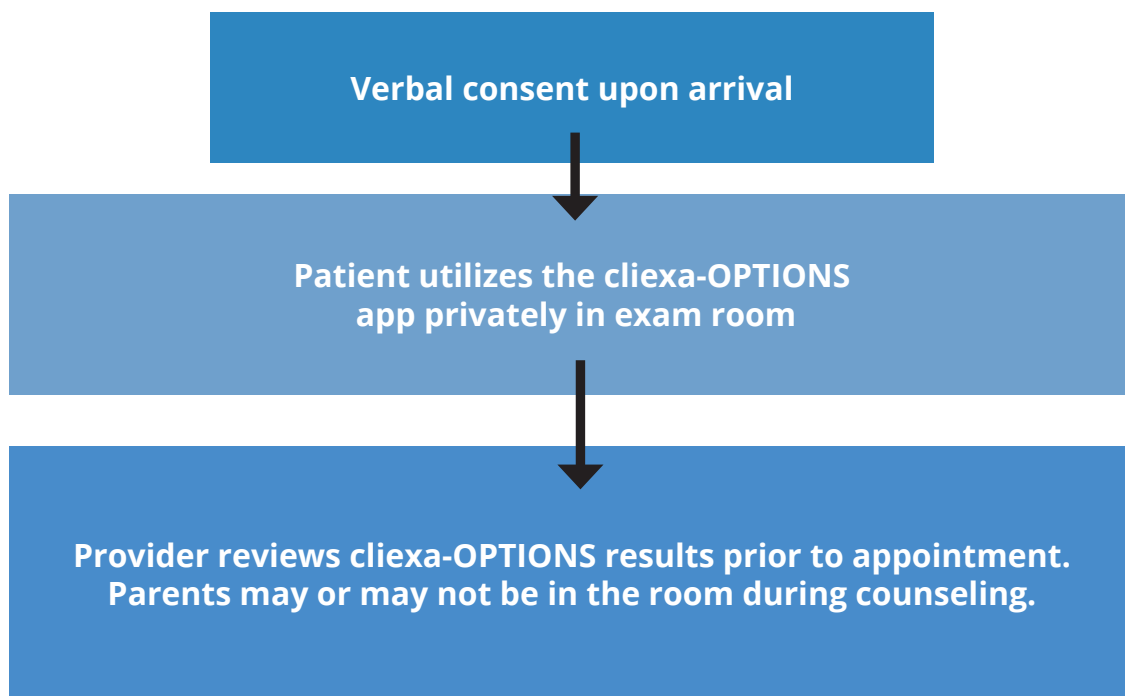 Verbal consent upon arrival
Patient utilizes the cliexa-OPTIONS
app privately in exam room
Provider reviews cliexa-OPTIONS results prior to appointment.
Parents may or may not be in the room during counseling.